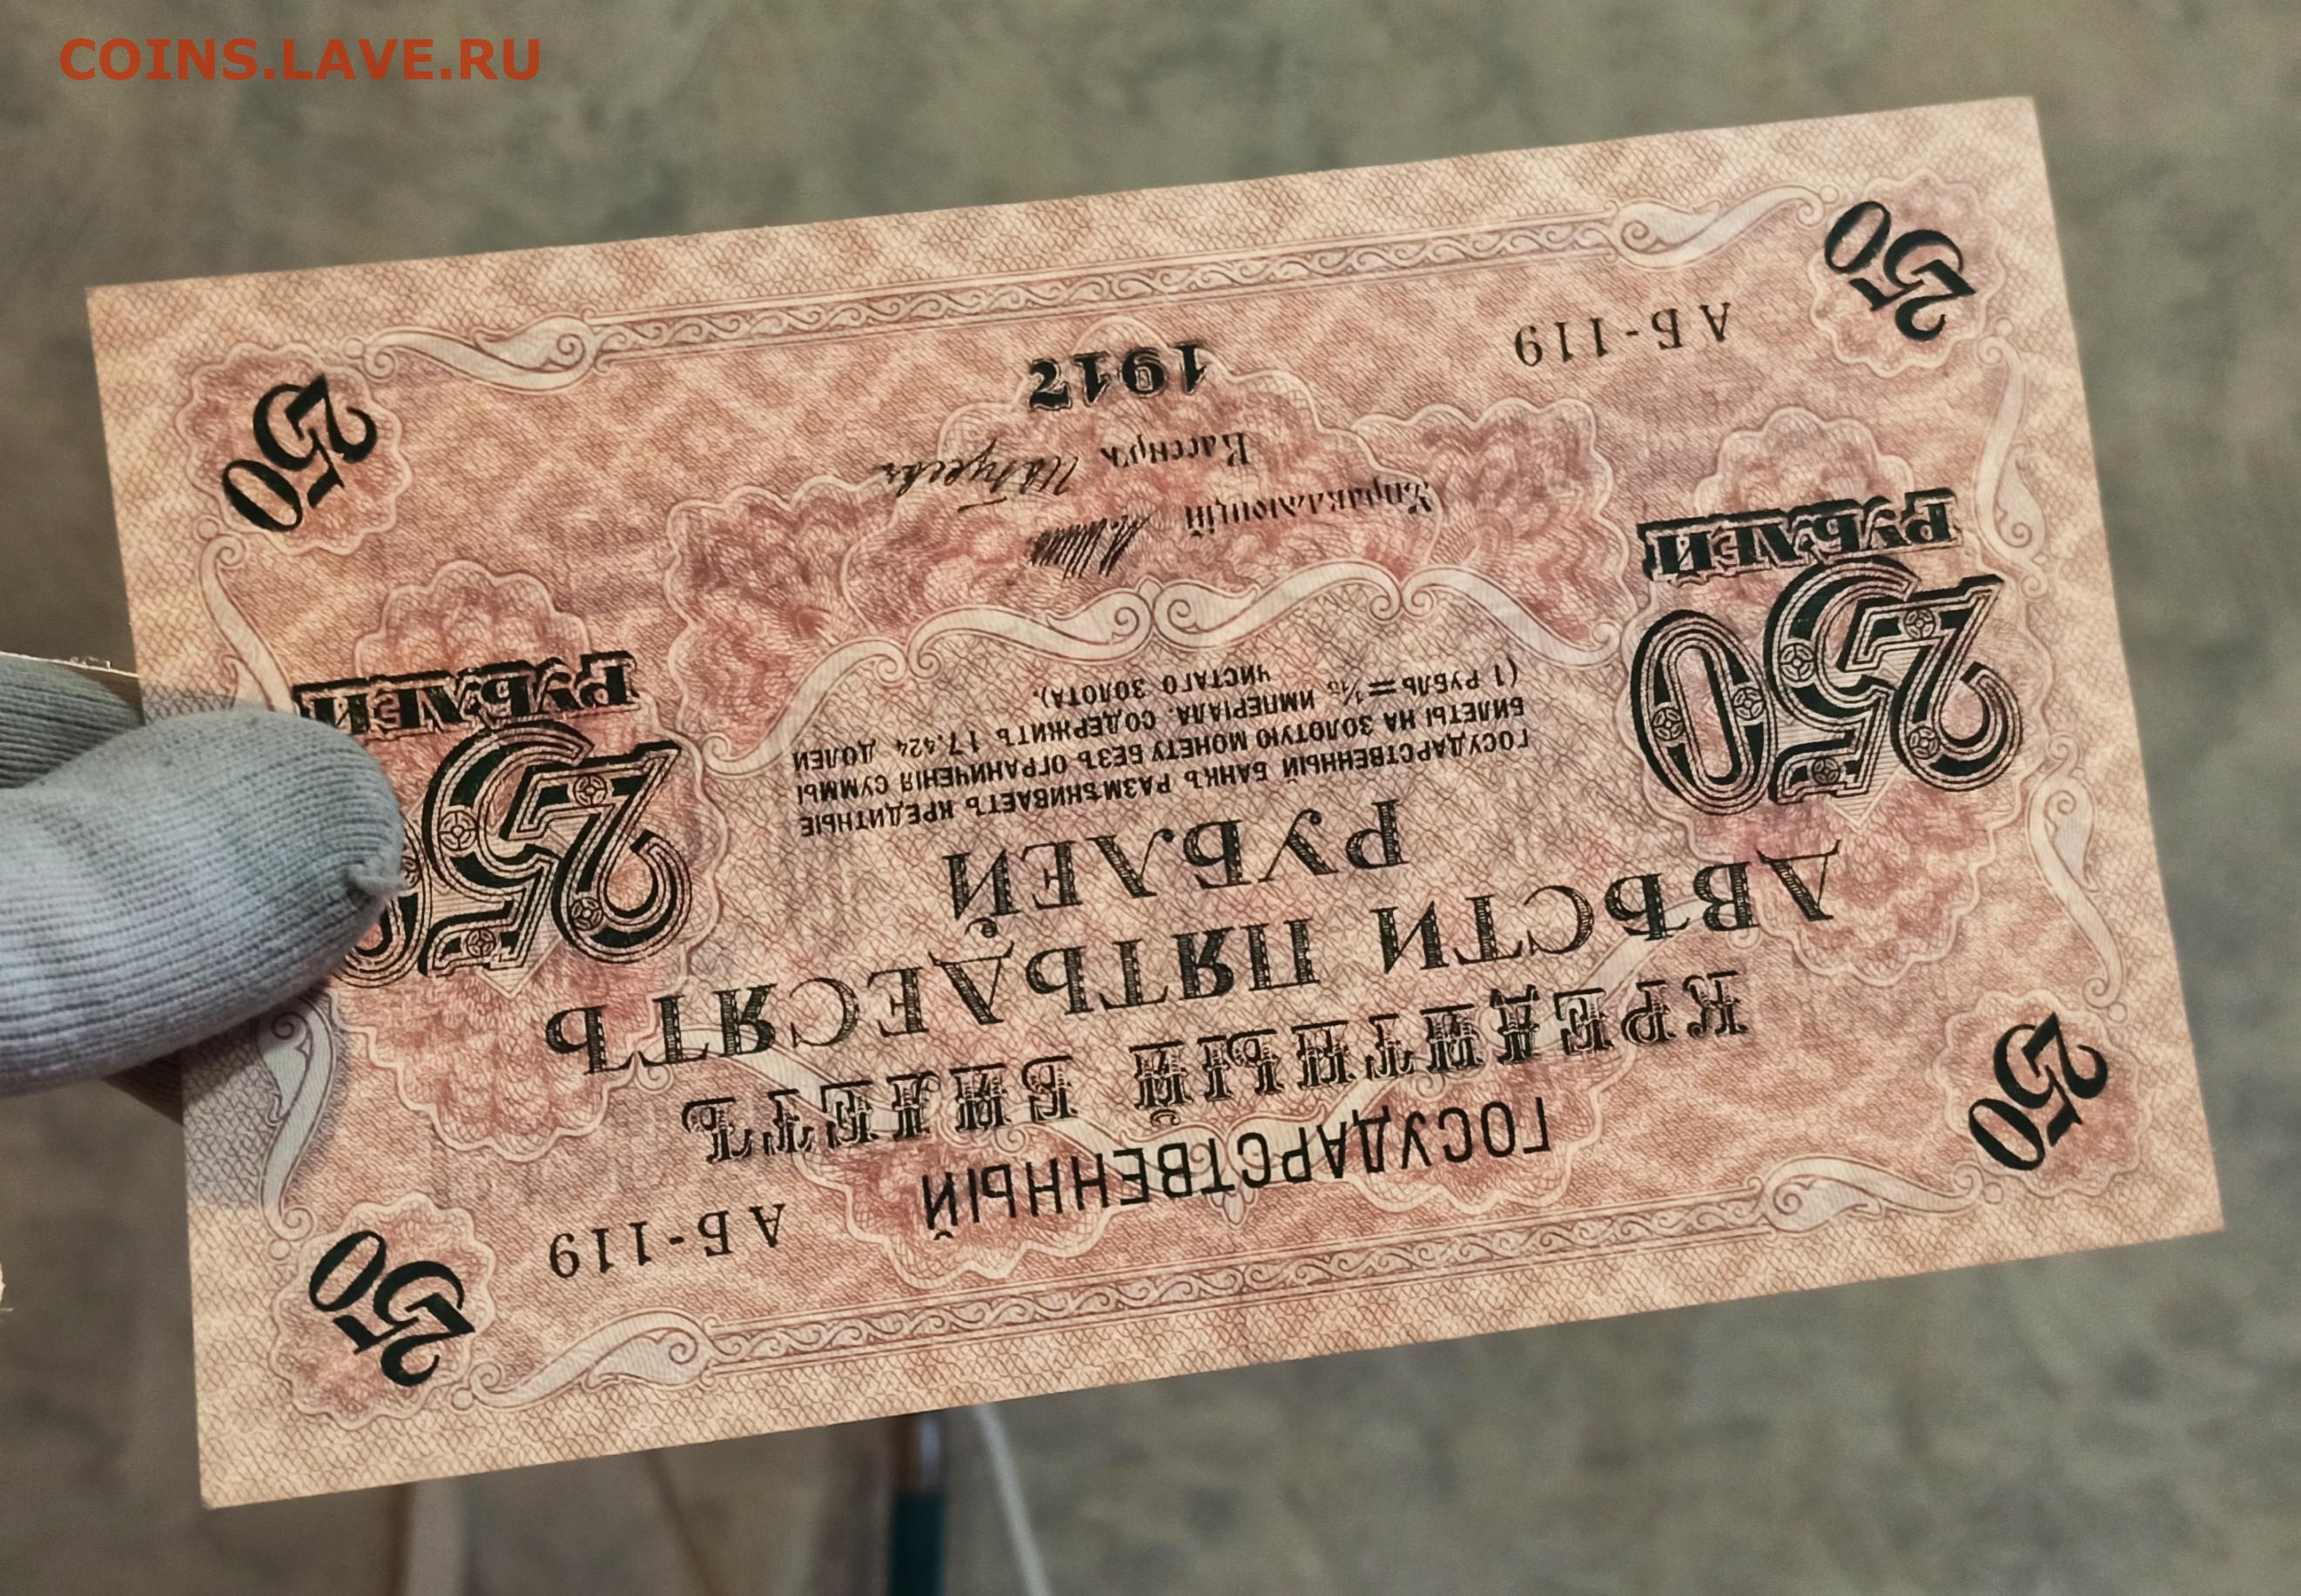 COINS.LAVE.RU
250
ГОСУДАРСТВЕННЫЙ
АБ-119
250
КРЕДИТНЫЙ БИЛЕТЪ
ДВѢСТИ ПЯТЬДЕСЯТЪ
РУБЛЕЙ
250
РУБЛЕЙ
250
РУБЛЕЙ
ГОСУДАРСТВЕННЫЙ БАНКЪ РАЗМѢНИВАЕТЪ КРЕДИТНЫЕ
БИЛЕТЫ НА ЗОЛОТУЮ МОНЕТУ БЕЗЪ ОГРАНИЧЕНІЯ СУММЫ
(1 РУБЛЬ=1/15 ИМПЕРІАЛА, СОДЕРЖИТЪ 17,424 ДОЛЕЙ
ЧИСТАГО ЗОЛОТА).
Управляющій
Кассиръ
1917
АБ-119
250
250